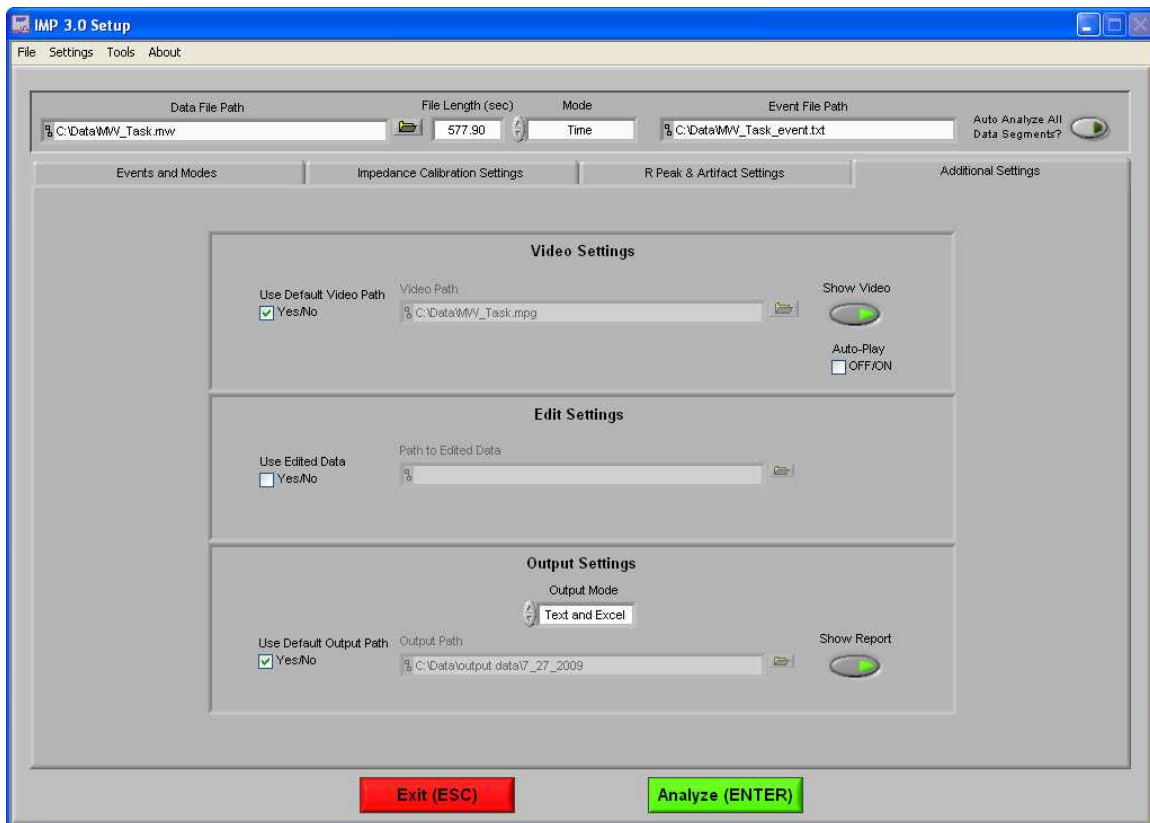 IMP 3.0 Setup
File Settings Tools About
Data File Path File Length (sec) Mode Event File Path
C:\Data\MW_Task.mw 577.90 Time C:\Data\MW_Task_event.txt
Auto Analyze All
Data Segments?
Events and Modes Impedance Calibration Settings R Peak & Artifact Settings Additional Settings
Video Settings
Use Default Video Path Video Path Show Video
Yes/No C:\Data\MW_Task.mpg
Auto-Play
OFF/ON
Edit Settings
Use Edited Data Path to Edited Data
Yes/No
Output Settings
Output Mode
Text and Excel
Use Default Output Path Output Path Show Report
Yes/No C:\Data\output data\7_27_2009
Exit (ESC) Analyze (ENTER)